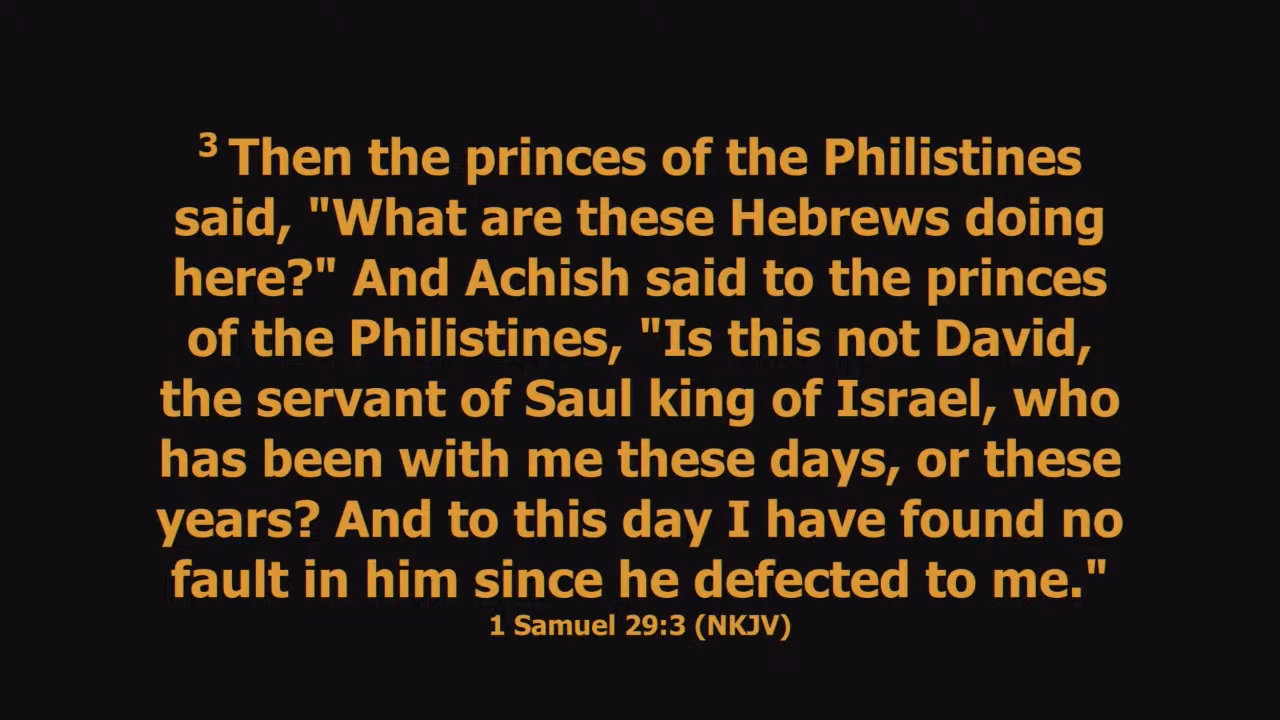 3 Then the princes of the Philistines
said, "What are these Hebrews doing
here?" And Achish said to the princes
of the Philistines, "Is this not David,
the servant of Saul king of Israel, who
has been with me these days, or these
years? And to this day I have found no
fault in him since he defected to me."
1 Samuel 29:3 (NKJV)